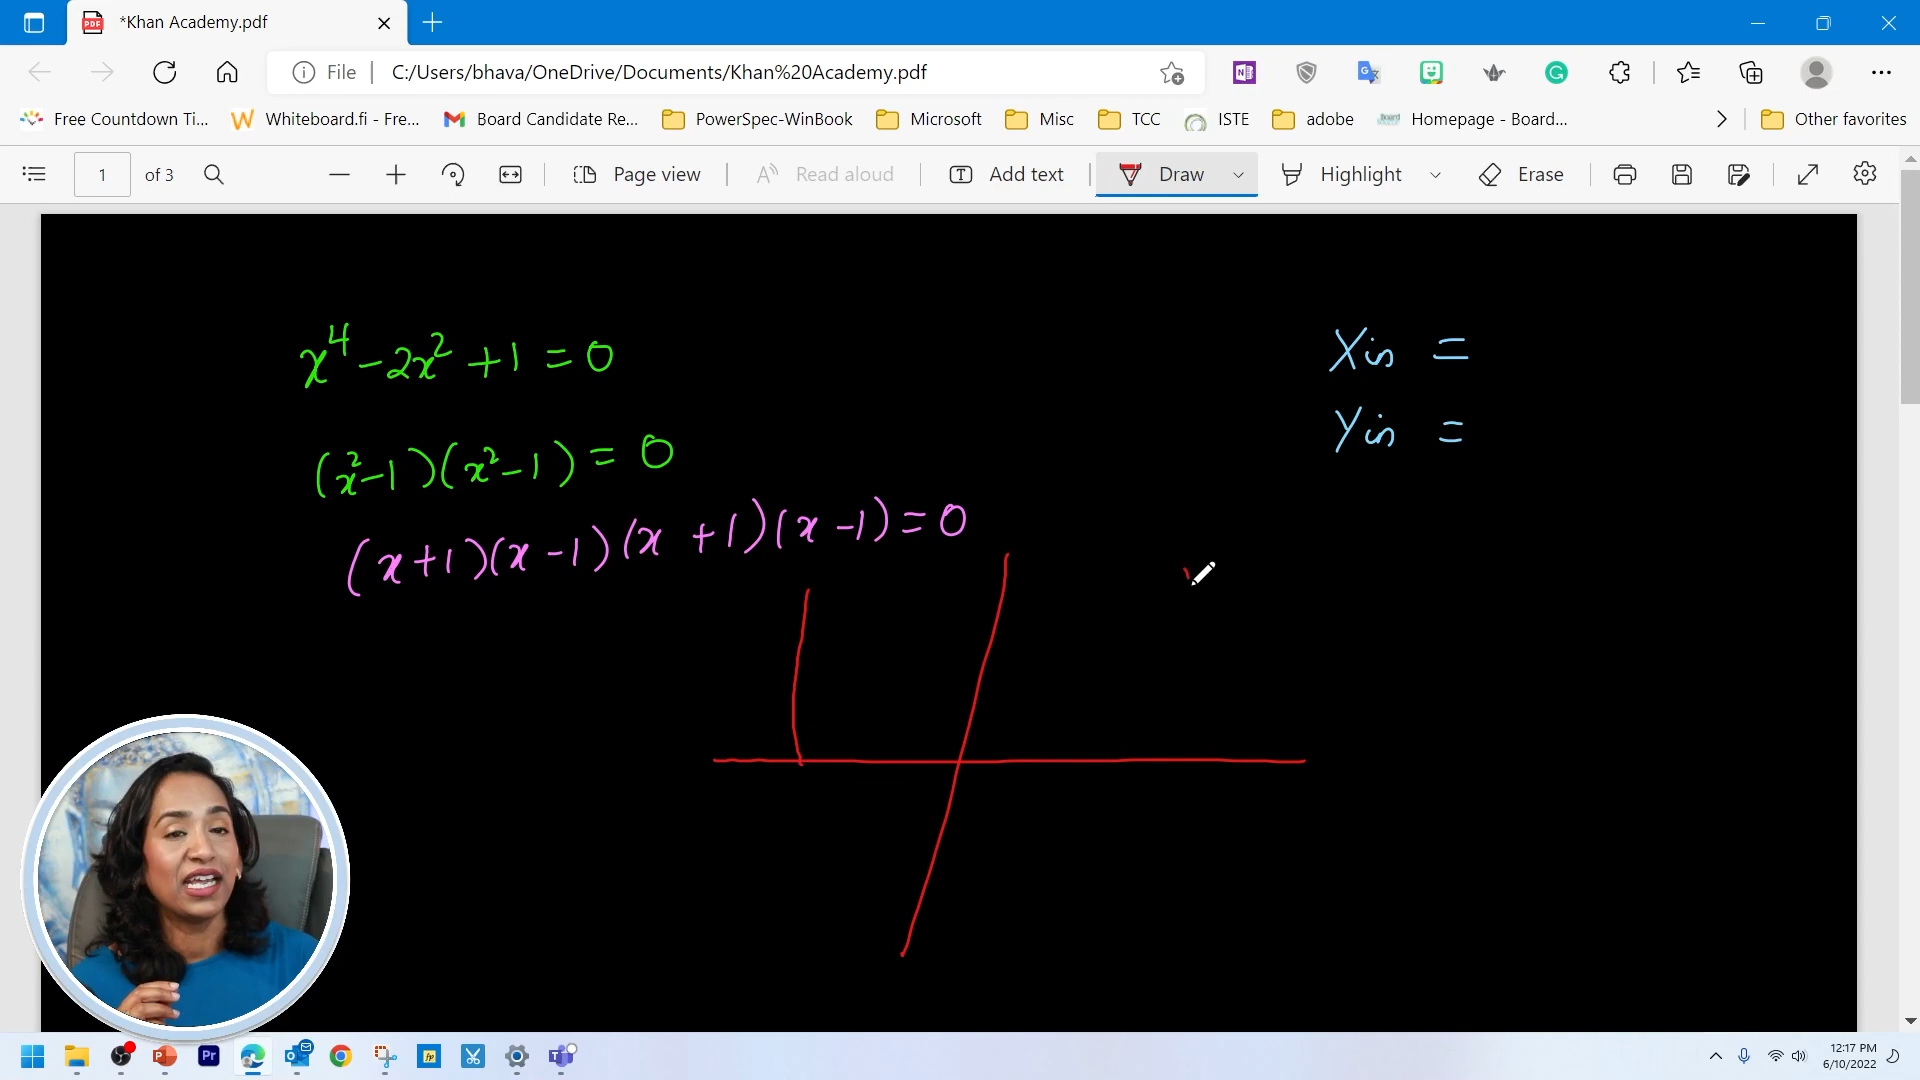 *Khan Academy.pdf
File C:/Users/bhava/OneDrive/Documents/Khan%20Academy.pdf
Free Countdown Ti... Whiteboard.fi - Fre... Board Candidate Re... PowerSpec-WinBook Microsoft Misc TCC ISTE adobe Homepage - Board... Other favorites
1 of 3 Page view Read aloud Add text Draw Highlight Erase
x⁴ - 2x² + 1 = 0
Xin =
Yin =
(x² - 1)(x² - 1) = 0
(x + 1)(x - 1)(x + 1)(x - 1) = 0
12:17 PM
6/10/2022